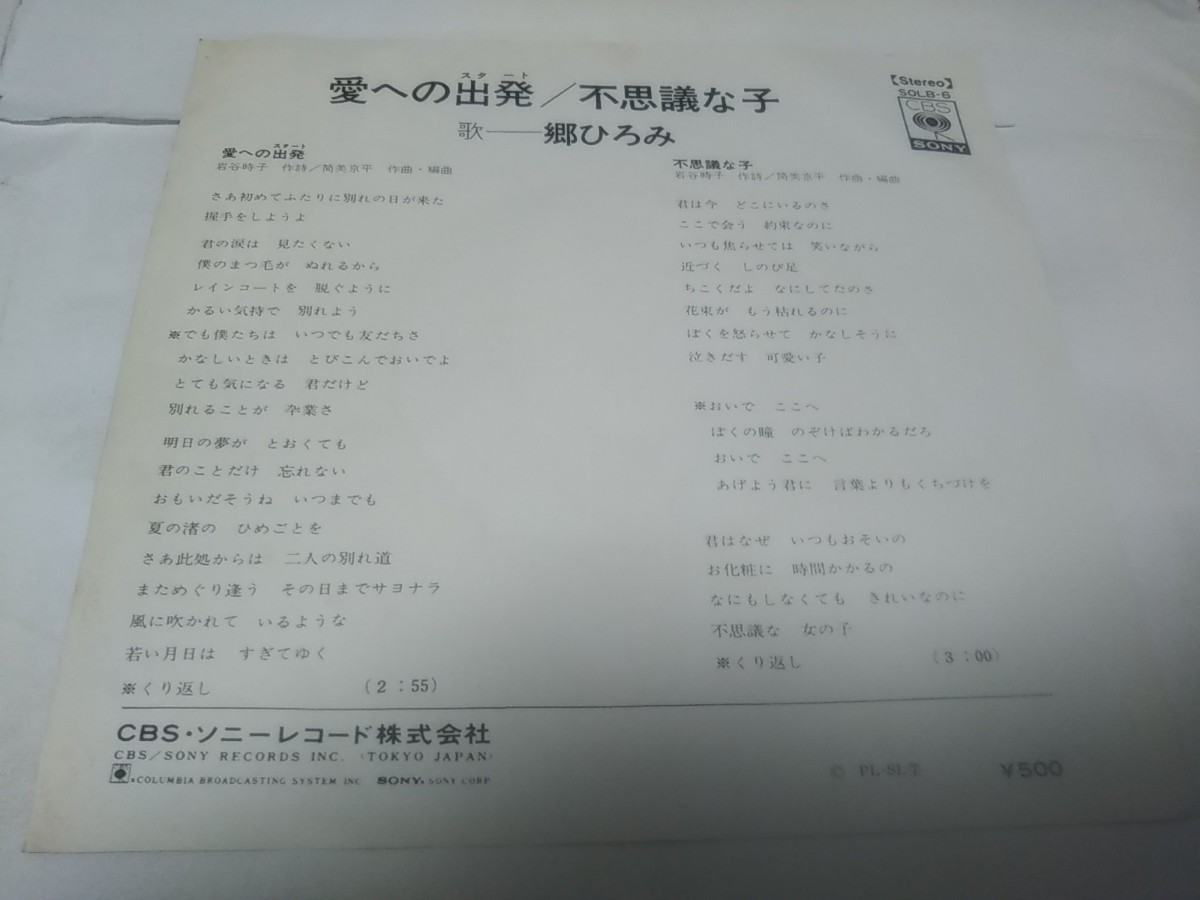 愛への出発／不思議な子
スタート
歌——郷ひろみ
【Stereo】
SOLB-6
CBS
SONY
愛への出発
スタート
岩谷時子 作詩／筒美京平 作曲・編曲
さあ初めてふたりに別れの日が来た
握手をしようよ
君の涙は 見たくない
僕のまつ毛が ぬれるから
レインコートを 脱ぐように
かるい気持で 別れよう
※でも僕たちは いつでも友だちさ
かなしいときは とびこんでおいでよ
とても気になる 君だけど
別れることが 卒業さ
明日の夢が とおくても
君のことだけ 忘れない
おもいだそうね いつまでも
夏の渚の ひめごとを
さあ此処からは 二人の別れ道
まためぐり逢う その日までサヨナラ
風に吹かれて いるような
若い月日は すぎてゆく
※くり返し (2:55)
不思議な子
岩谷時子 作詩／筒美京平 作曲・編曲
君は今 どこにいるのさ
ここで会う 約束なのに
いつも焦らせては 笑いながら
近づく しのび足
ちこくだよ なにしてたのさ
花束が もう枯れるのに
ぼくを怒らせて かなしそうに
泣きだす 可愛い子
※おいで ここへ
ぼくの瞳 のぞけばわかるだろ
おいで ここへ
あげよう君に 言葉よりもくちづけを
君はなぜ いつもおそいの
お化粧に 時間かかるの
なにもしなくても きれいなのに
不思議な 女の子
※くり返し (3:00)
CBS・ソニーレコード株式会社
CBS/SONY RECORDS INC. (TOKYO JAPAN)
COLUMBIA BROADCASTING SYSTEM INC SONY. SONY CORP
¥500